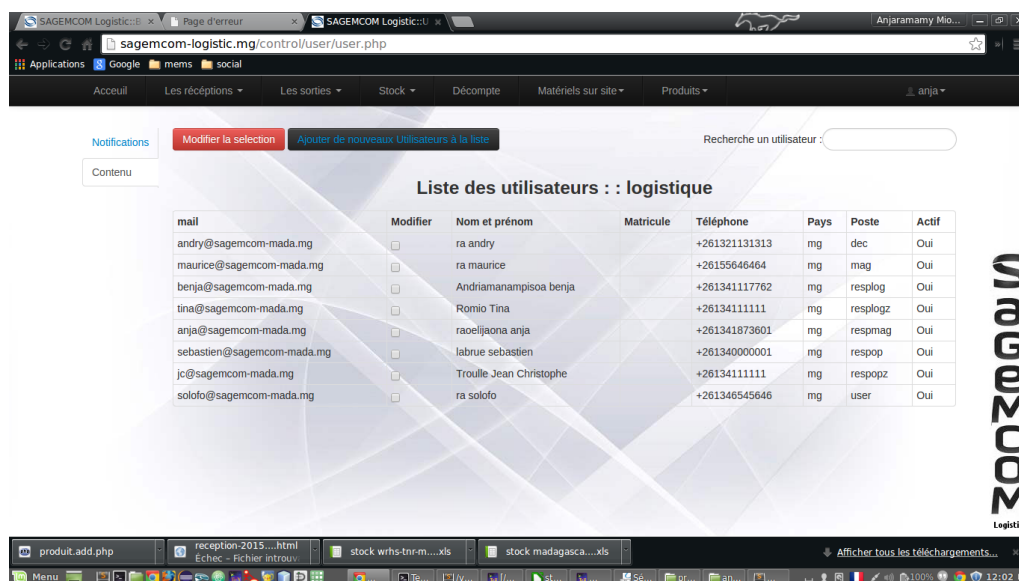 SAGEMCOM Logistic::B
Page d'erreur
SAGEMCOM Logistic::U
Anjaramamy Mio...
sagemcom-logistic.mg/control/user/user.php
Applications
Google
mems
social
Acceuil
Les récéptions
Les sorties
Stock
Décompte
Matériels sur site
Produits
anja
Notifications
Contenu
Modifier la selection
Ajouter de nouveaux Utilisateurs à la liste
Recherche un utilisateur :
Liste des utilisateurs : : logistique
mail Modifier Nom et prénom Matricule Téléphone Pays Poste Actif
andry@sagemcom-mada.mg ra andry +261321131313 mg dec Oui
maurice@sagemcom-mada.mg ra maurice +26155646464 mg mag Oui
benja@sagemcom-mada.mg Andriamanampisoa benja +261341117762 mg resplog Oui
tina@sagemcom-mada.mg Romio Tina +26134111111 mg resplogz Oui
anja@sagemcom-mada.mg raoelijaona anja +261341873601 mg respmag Oui
sebastien@sagemcom-mada.mg labrue sebastien +261340000001 mg respop Oui
jc@sagemcom-mada.mg Troulle Jean Christophe +26134111111 mg respopz Oui
solofo@sagemcom-mada.mg ra solofo +261346545646 mg user Oui
SaGeMCOM
Logisti
produit.add.php
reception-2015....html
Échec - Fichier introuv
stock wrhs-tnr-m....xls
stock madagasca....xls
Afficher tous les téléchargements...
Menu
Te...
/v...
/...
st...
Sé...
pr...
an...
100%
12:02